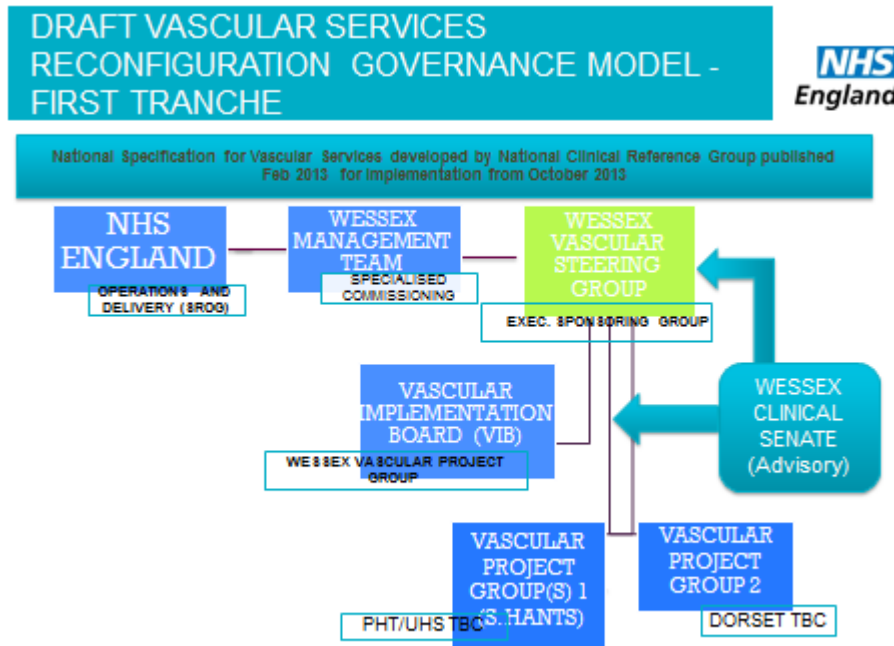 DRAFT VASCULAR SERVICES
RECONFIGURATION GOVERNANCE MODEL -
FIRST TRANCHE
NHS
England
National Specification for Vascular Services developed by National Clinical Reference Group published
Feb 2013 for implementation from October 2013
NHS
ENGLAND
OPERATIONS AND
DELIVERY (SROG)
WESSEX
MANAGEMENT
TEAM
SPECIALISED
COMMISSIONING
WESSEX
VASCULAR
STEERING
GROUP
EXEC. SPONSORING GROUP
VASCULAR
IMPLEMENTATION
BOARD (VIB)
WESSEX VASCULAR PROJECT
GROUP
WESSEX
CLINICAL
SENATE
(Advisory)
VASCULAR
PROJECT
GROUP(S) 1
(S.HANTS)
PHT/UHS TBC
VASCULAR
PROJECT
GROUP 2
DORSET TBC